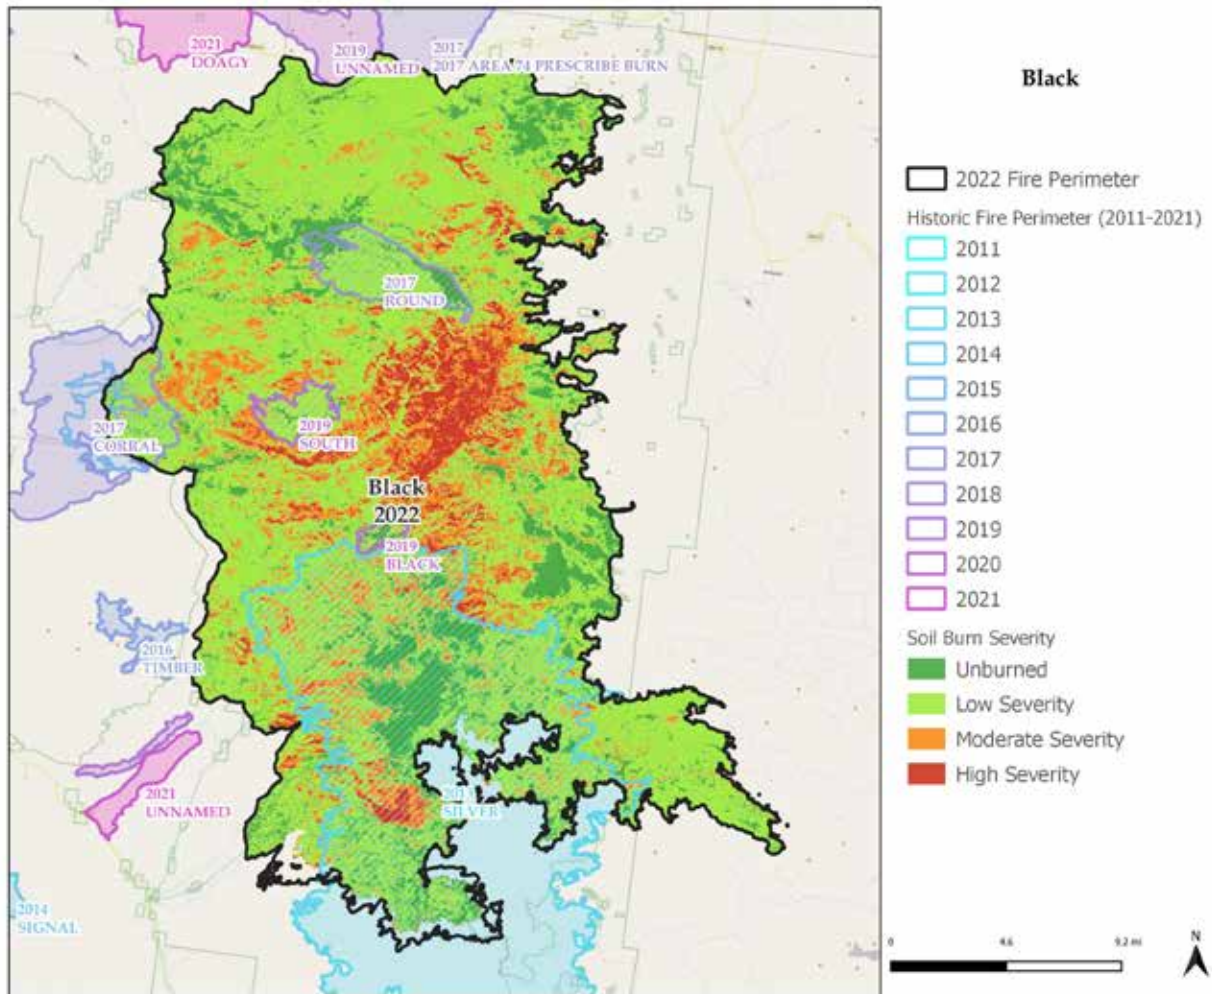 2021
DOAGY
2019
UNNAMED
2017
2017 AREA 74 PRESCRIBE BURN
2017
ROUND
2017
CORRAL
2019
SOUTH
Black
2022
2019
BLACK
2016
TIMBER
2021
UNNAMED
SILVER
2014
SIGNAL
Black
2022 Fire Perimeter
Historic Fire Perimeter (2011-2021)
2011
2012
2013
2014
2015
2016
2017
2018
2019
2020
2021
Soil Burn Severity
Unburned
Low Severity
Moderate Severity
High Severity
0 4.6 9.2 mi
N